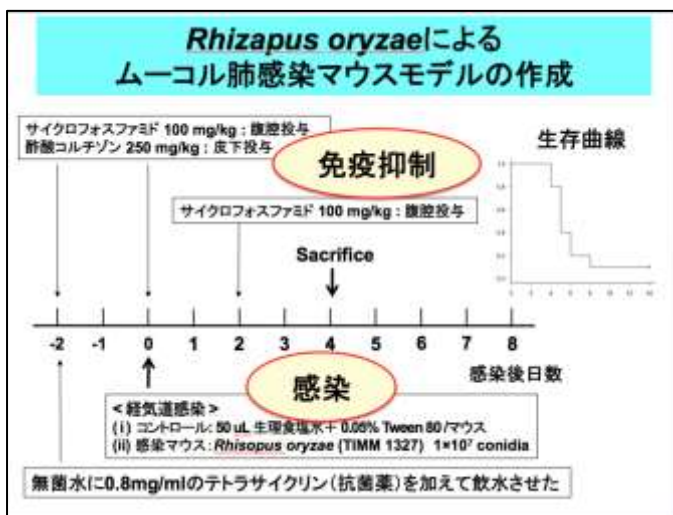 Rhizapus oryzaeによる
ムーコル肺感染マウスモデルの作成
サイクロフォスファミド 100 mg/kg : 腹腔投与
酢酸コルチゾン 250 mg/kg : 皮下投与
免疫抑制
生存曲線
サイクロフォスファミド 100 mg/kg : 腹腔投与
Sacrifice
-2 -1 0 1 2 3 4 5 6 7 8
感染後日数
感染
< 経気道感染 >
(i) コントロール: 50 uL 生理食塩水 + 0.05% Tween 80 /マウス
(ii) 感染マウス: Rhisopus oryzae (TIMM 1327) 1×10⁷ conidia
無菌水に0.8mg/mlのテトラサイクリン(抗菌薬)を加えて飲水させた